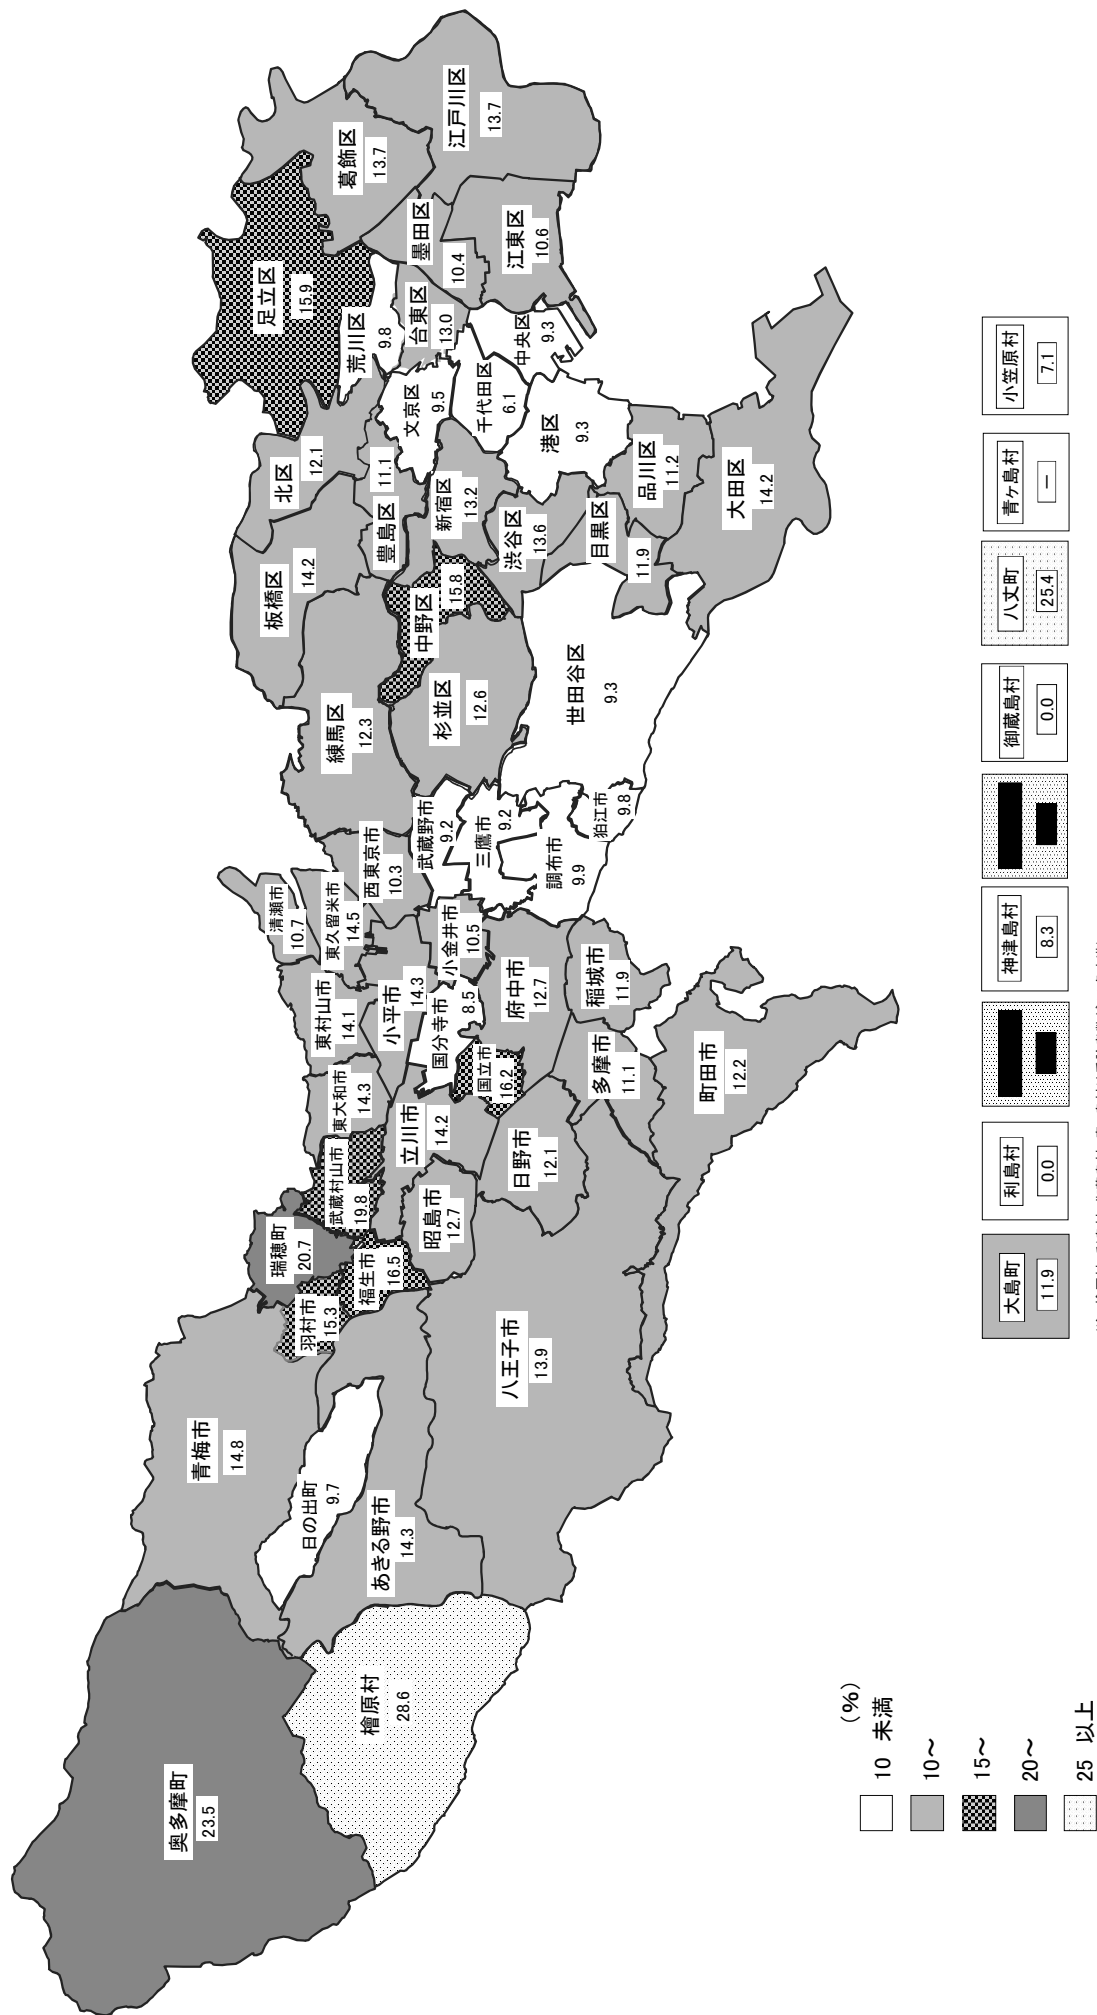 奥多摩町
23.5
檜原村
28.6
青梅市
14.8
日の出町
9.7
あきる野市
14.3
瑞穂町
20.7
羽村市
15.3
福生市
16.5
武蔵村山市
19.8
八王子市
13.9
昭島市
12.7
東大和市
14.3
立川市
14.2
日野市
12.1
東村山市
14.1
小平市
14.3
国分寺市
8.5
国立市
16.2
府中市
12.7
多摩市
11.1
稲城市
11.9
町田市
12.2
清瀬市
10.7
東久留米市
14.5
西東京市
10.3
小金井市
10.5
武蔵野市
9.2
三鷹市
9.2
調布市
9.9
狛江市
9.8
練馬区
12.3
板橋区
14.2
杉並区
12.6
中野区
15.8
世田谷区
9.3
北区
12.1
豊島区
11.1
新宿区
13.2
渋谷区
13.6
目黒区
11.9
足立区
15.9
荒川区
9.8
文京区
9.5
千代田区
6.1
港区
9.3
品川区
11.2
大田区
14.2
台東区
13.0
中央区
9.3
葛飾区
13.7
墨田区
10.4
江東区
10.6
江戸川区
13.7
(%)
10 未満
10～
15～
20～
25 以上
大島町
11.9
利島村
0.0
神津島村
8.3
御蔵島村
0.0
八丈町
25.4
青ヶ島村
－
小笠原村
7.1